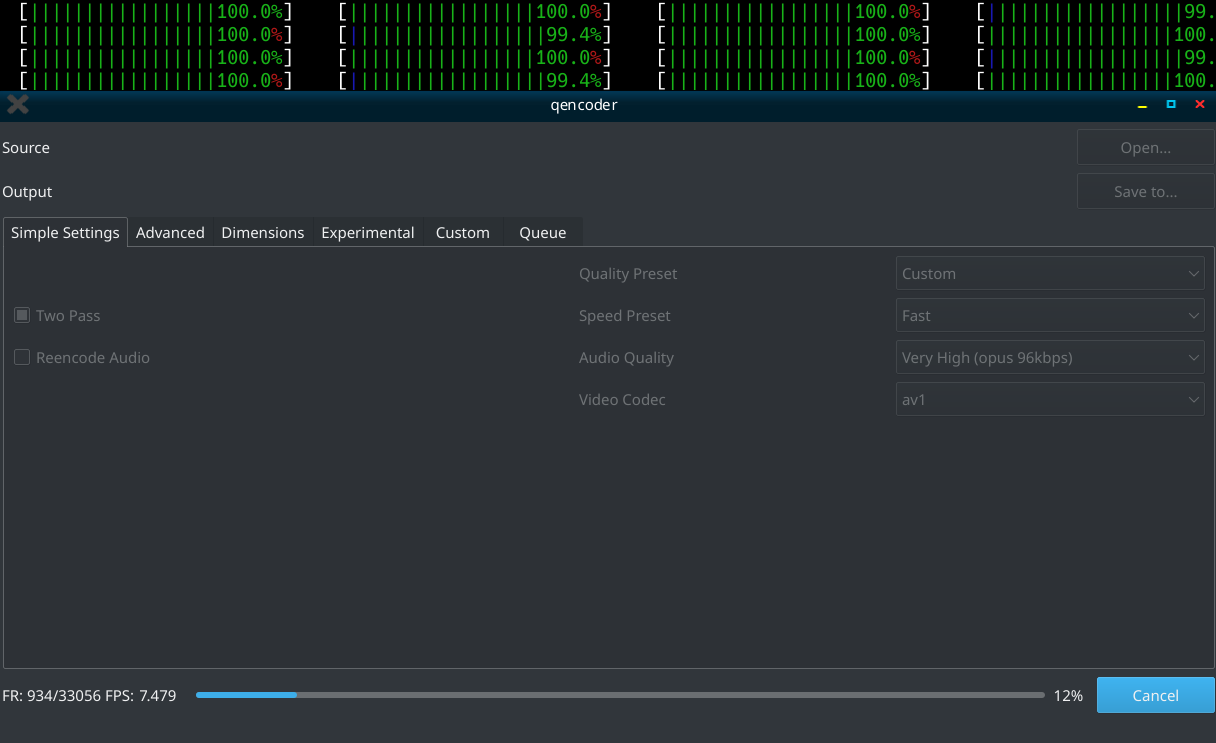 [|||||||||||||||||100.0%] [|||||||||||||||||100.0%] [|||||||||||||||||100.0%] [||||||||||||||||||99.
[|||||||||||||||||100.0%] [||||||||||||||||||99.4%] [|||||||||||||||||100.0%] [|||||||||||||||||100.
[|||||||||||||||||100.0%] [|||||||||||||||||100.0%] [|||||||||||||||||100.0%] [||||||||||||||||||99.
[|||||||||||||||||100.0%] [||||||||||||||||||99.4%] [|||||||||||||||||100.0%] [|||||||||||||||||100.
qencoder
Source Open...
Output Save to...
Simple Settings Advanced Dimensions Experimental Custom Queue
Quality Preset Custom
Two Pass Speed Preset Fast
Reencode Audio Audio Quality Very High (opus 96kbps)
Video Codec av1
FR: 934/33056 FPS: 7.479 12% Cancel